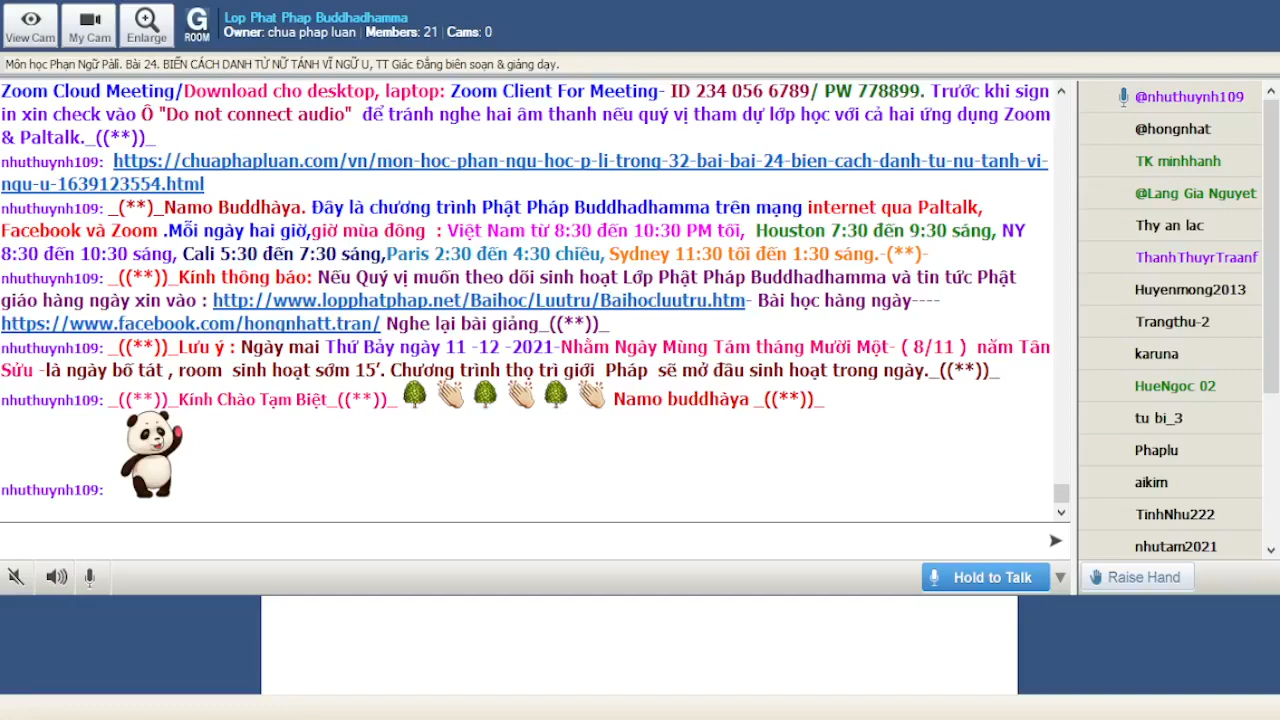 View Cam
My Cam
Enlarge
G ROOM
Lop Phat Phap Buddhadhamma
Owner: chua phap luan | Members: 21 | Cams: 0
Môn học Phạn Ngữ Pāli. Bài 24. BIẾN CÁCH DANH TỪ NỮ TÁNH VĨ NGỮ U, TT Giác Đẳng biên soạn & giảng dạy.
Zoom Cloud Meeting/Download cho desktop, laptop: Zoom Client For Meeting- ID 234 056 6789/ PW 778899. Trước khi sign
in xin check vào Ô "Do not connect audio" để tránh nghe hai âm thanh nếu quý vị tham dự lớp học với cả hai ứng dụng Zoom
& Paltalk._((**))_
nhuthuynh109: https://chuaphapluan.com/vn/mon-hoc-phan-ngu-hoc-p-li-trong-32-bai-bai-24-bien-cach-danh-tu-nu-tanh-vi-
ngu-u-1639123554.html
nhuthuynh109: _(**)_Namo Buddhàya. Đây là chương trình Phật Pháp Buddhadhamma trên mạng internet qua Paltalk,
Facebook và Zoom .Mỗi ngày hai giờ,giờ mùa đông : Việt Nam từ 8:30 đến 10:30 PM tối, Houston 7:30 đến 9:30 sáng, NY
8:30 đến 10:30 sáng, Cali 5:30 đến 7:30 sáng,Paris 2:30 đến 4:30 chiều, Sydney 11:30 tối đến 1:30 sáng.-(**)-
nhuthuynh109: _((**))_Kính thông báo: Nếu Quý vị muốn theo dõi sinh hoạt Lớp Phật Pháp Buddhadhamma và tin tức Phật
giáo hàng ngày xin vào : http://www.lopphatphap.net/Baihoc/Luutru/Baihocluutru.htm- Bài học hàng ngày----
https://www.facebook.com/hongnhatt.tran/ Nghe lại bài giảng_((**))_
nhuthuynh109: _((**))_Lưu ý : Ngày mai Thứ Bảy ngày 11 -12 -2021-Nhằm Ngày Mùng Tám tháng Mười Một- ( 8/11 ) năm Tân
Sửu -là ngày bố tát , room sinh hoạt sớm 15’. Chương trình thọ trì giới Pháp sẽ mở đầu sinh hoạt trong ngày._((**))_
nhuthuynh109: _((**))_Kính Chào Tạm Biệt_((**))_ Namo buddhàya _((**))_
nhuthuynh109:
@nhuthuynh109
@hongnhat
TK minhhanh
@Lang Gia Nguyet
Thy an lac
ThanhThuyrTraanf
Huyenmong2013
Trangthu-2
karuna
HueNgoc 02
tu bi_3
Phaplu
aikim
TinhNhu222
nhutam2021
Hold to Talk
Raise Hand